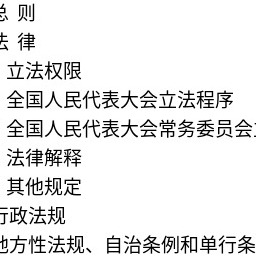 总 则
法 律
立法权限
全国人民代表大会立法程序
全国人民代表大会常务委员会
法律解释
其他规定
行政法规
地方性法规、自治条例和单行条